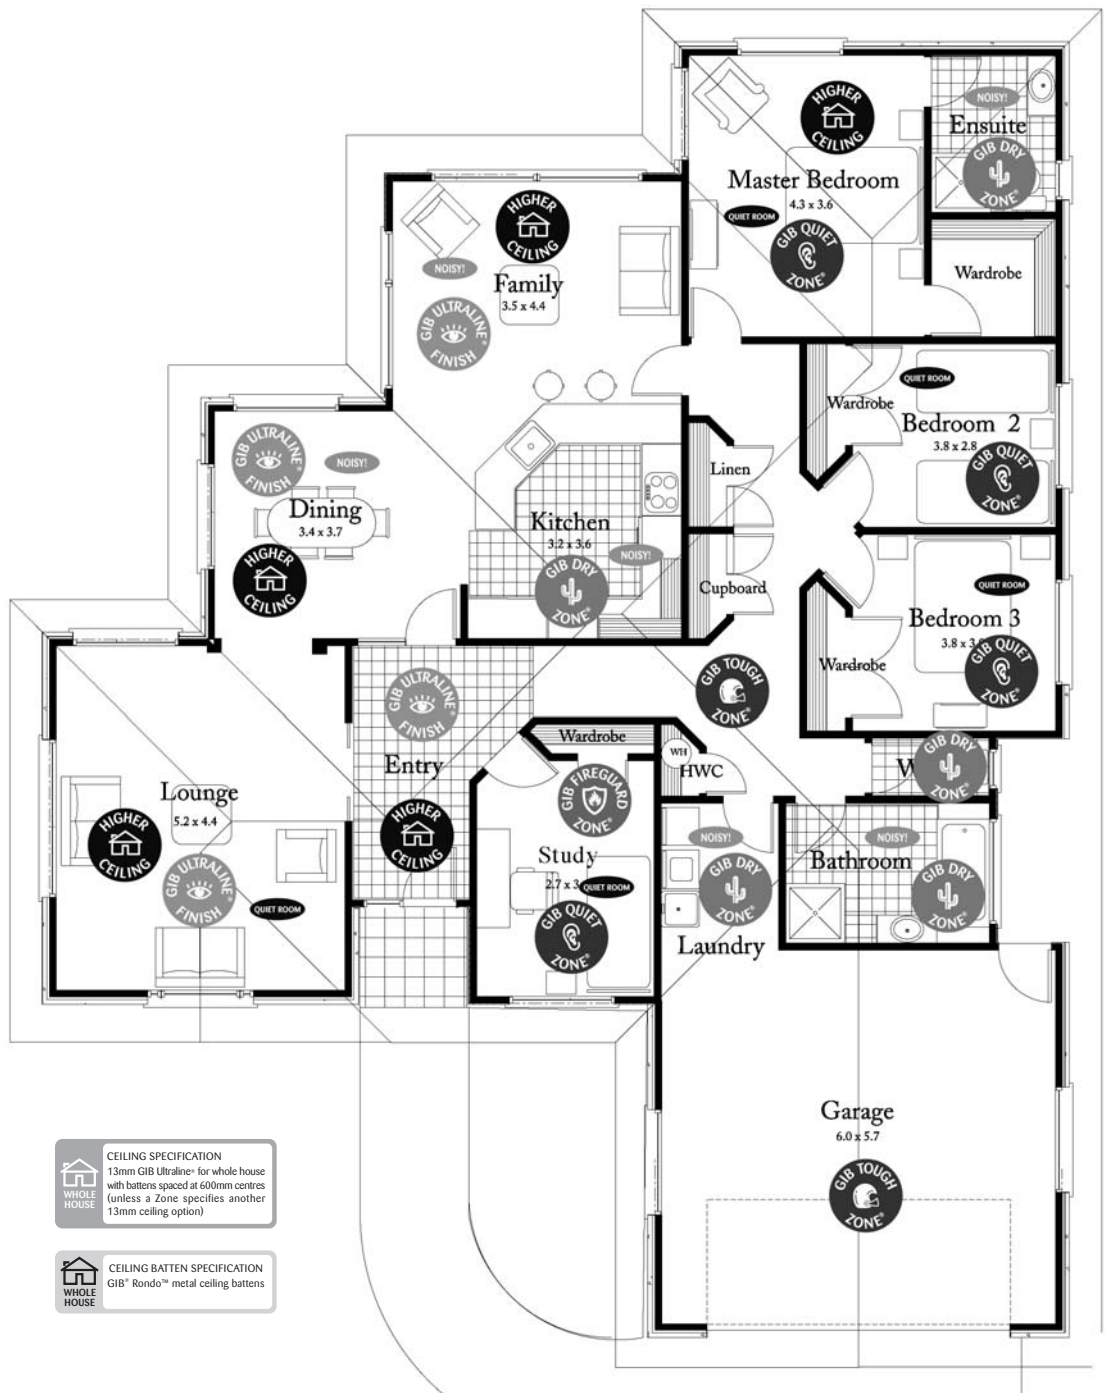 HIGHER
CEILING
NOISY!
Ensuite
GIB DRY
ZONE®
Master Bedroom
4.3 x 3.6
QUIET ROOM
GIB QUIET
ZONE®
Wardrobe
HIGHER
CEILING
NOISY!
Family
3.5 x 4.4
GIB ULTRALINE®
FINISH
QUIET ROOM
Wardrobe
Bedroom 2
3.8 x 2.8
GIB QUIET
ZONE®
GIB ULTRALINE®
FINISH
NOISY!
Dining
3.4 x 3.7
HIGHER
CEILING
Linen
Kitchen
3.2 x 3.6
NOISY!
GIB DRY
ZONE®
Cupboard
QUIET ROOM
Bedroom 3
3.8 x 3.
GIB QUIET
ZONE®
Wardrobe
GIB TOUGH
ZONE®
GIB ULTRALINE®
FINISH
Entry
HIGHER
CEILING
Wardrobe
WH
HWC
W
GIB DRY
ZONE®
Lounge
5.2 x 4.4
HIGHER
CEILING
GIB ULTRALINE®
FINISH
QUIET ROOM
GIB FIREGUARD
ZONE®
Study
2.7 x 3
QUIET ROOM
GIB QUIET
ZONE®
NOISY!
GIB DRY
ZONE®
Laundry
NOISY!
Bathroom
GIB DRY
ZONE®
Garage
6.0 x 5.7
GIB TOUGH
ZONE®
WHOLE
HOUSE
CEILING SPECIFICATION
13mm GIB Ultraline® for whole house
with battens spaced at 600mm centres
(unless a Zone specifies another
13mm ceiling option)
WHOLE
HOUSE
CEILING BATTEN SPECIFICATION
GIB® Rondo™ metal ceiling battens